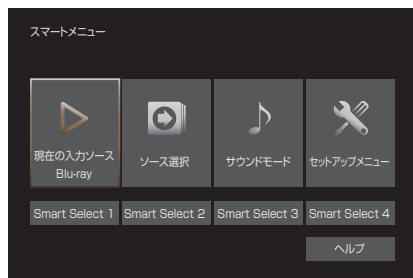 スマートメニュー
現在の入力ソース
Blu-ray
ソース選択
サウンドモード
セットアップメニュー
Smart Select 1
Smart Select 2
Smart Select 3
Smart Select 4
ヘルプ